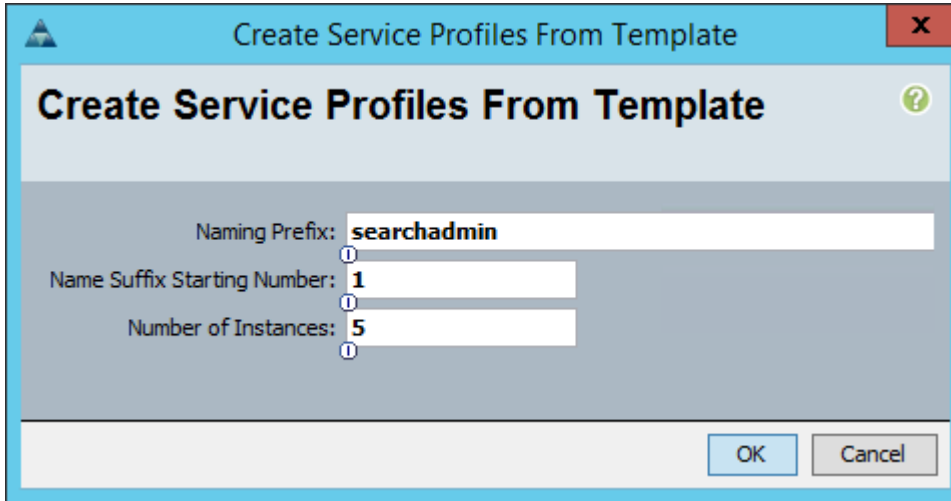 Create Service Profiles From Template
x
Create Service Profiles From Template
?
Naming Prefix: searchadmin
Name Suffix Starting Number: 1
Number of Instances: 5
OK Cancel